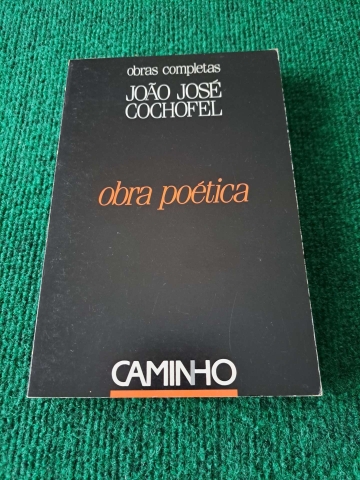 obras completas
JOÃO JOSÉ
COCHOFEL
obra poética
CAMINHO